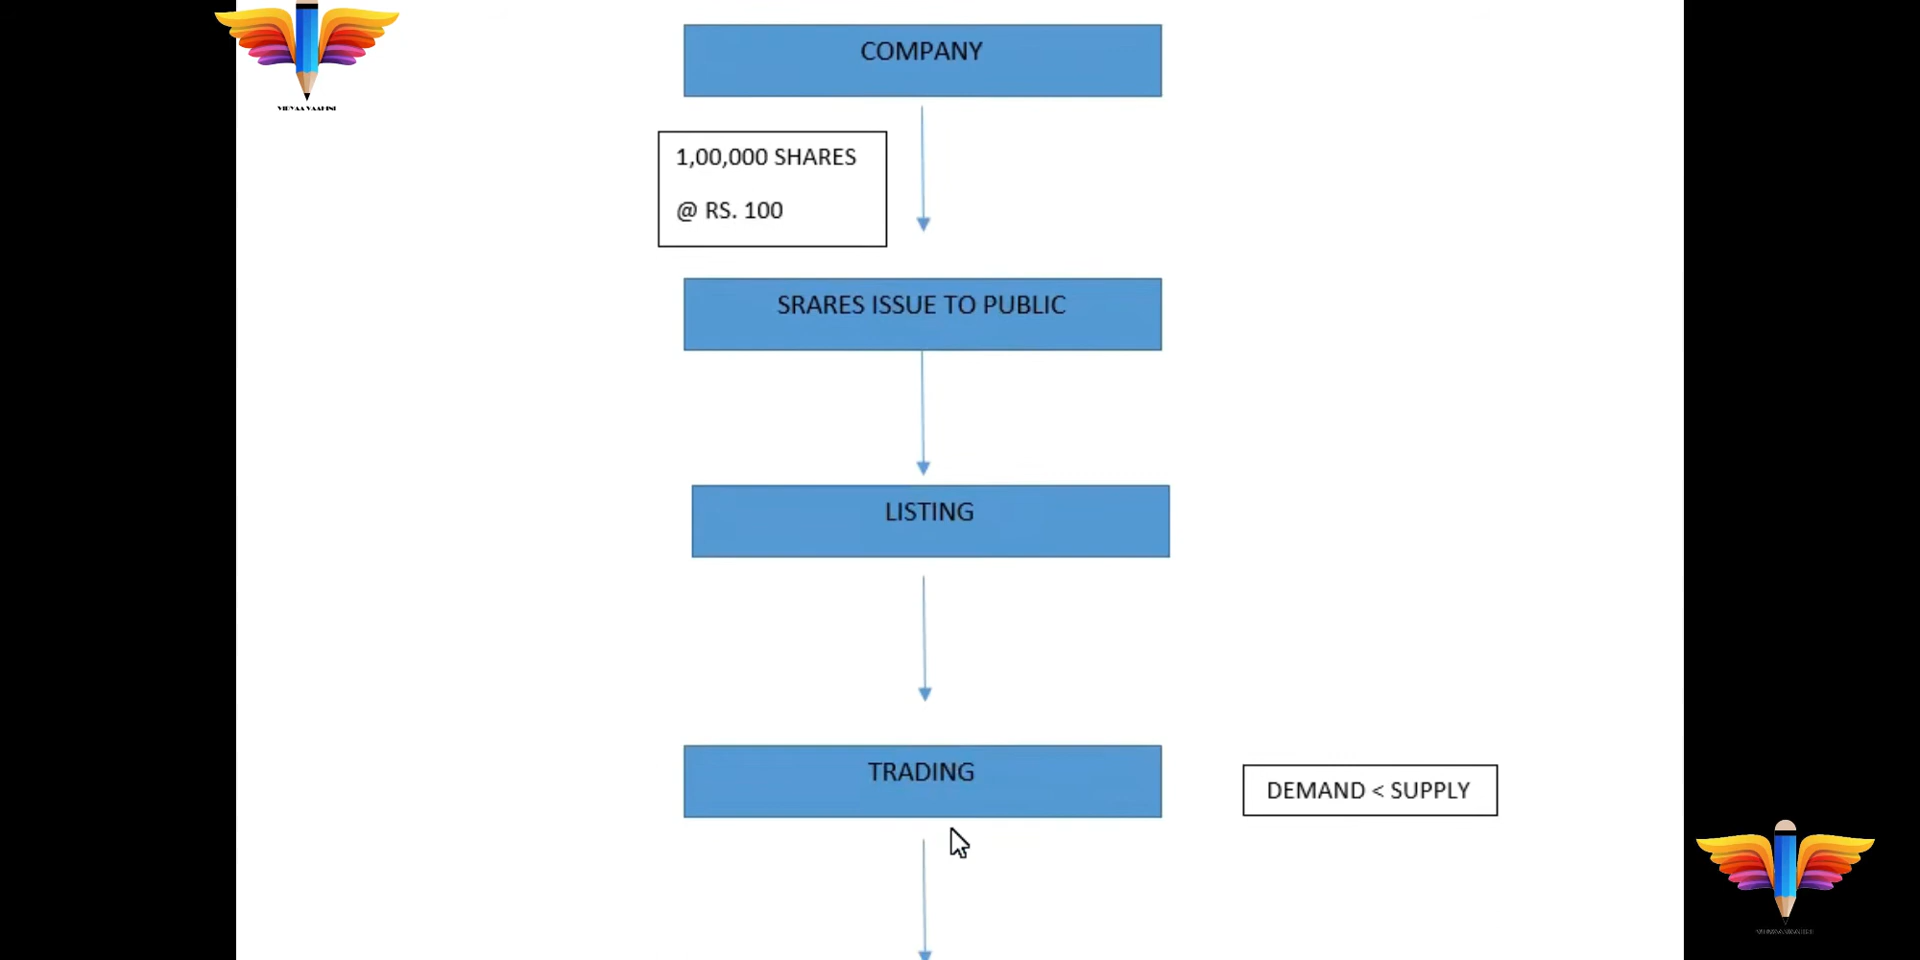 COMPANY
1,00,000 SHARES
@ RS. 100
SRARES ISSUE TO PUBLIC
LISTING
TRADING
DEMAND < SUPPLY